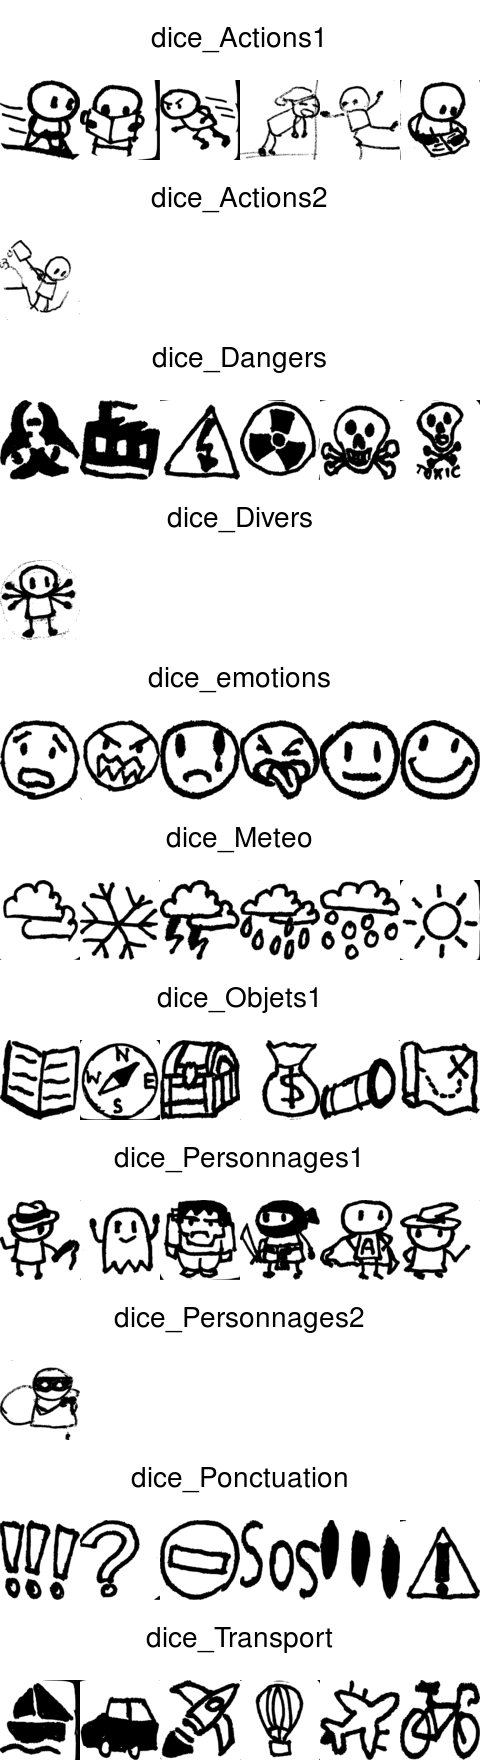 dice_Actions1
dice_Actions2
dice_Dangers
TOXIC
dice_Divers
dice_emotions
dice_Meteo
dice_Objets1
N
W E
S
$
X
dice_Personnages1
A
dice_Personnages2
dice_Ponctuation
!!! ? SOS !
dice_Transport